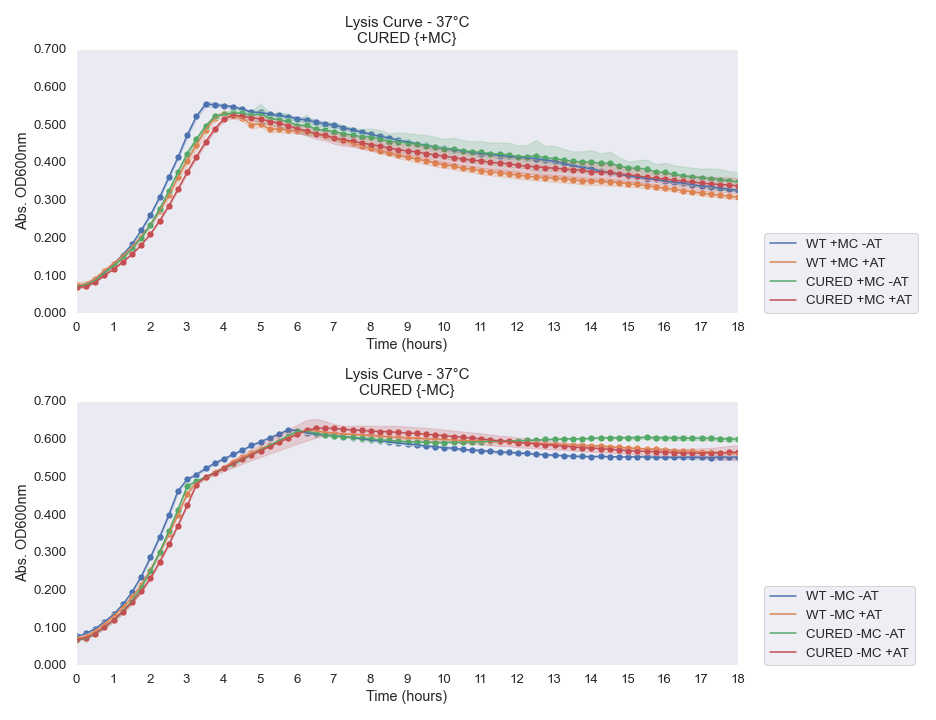 Lysis Curve - 37°C
CURED {+MC}
0.700
0.600
0.500
0.400
0.300
0.200
0.100
0.000
Abs. OD600nm
0 1 2 3 4 5 6 7 8 9 10 11 12 13 14 15 16 17 18
Time (hours)
WT +MC -AT
WT +MC +AT
CURED +MC -AT
CURED +MC +AT
Lysis Curve - 37°C
CURED {-MC}
0.700
0.600
0.500
0.400
0.300
0.200
0.100
0.000
Abs. OD600nm
0 1 2 3 4 5 6 7 8 9 10 11 12 13 14 15 16 17 18
Time (hours)
WT -MC -AT
WT -MC +AT
CURED -MC -AT
CURED -MC +AT